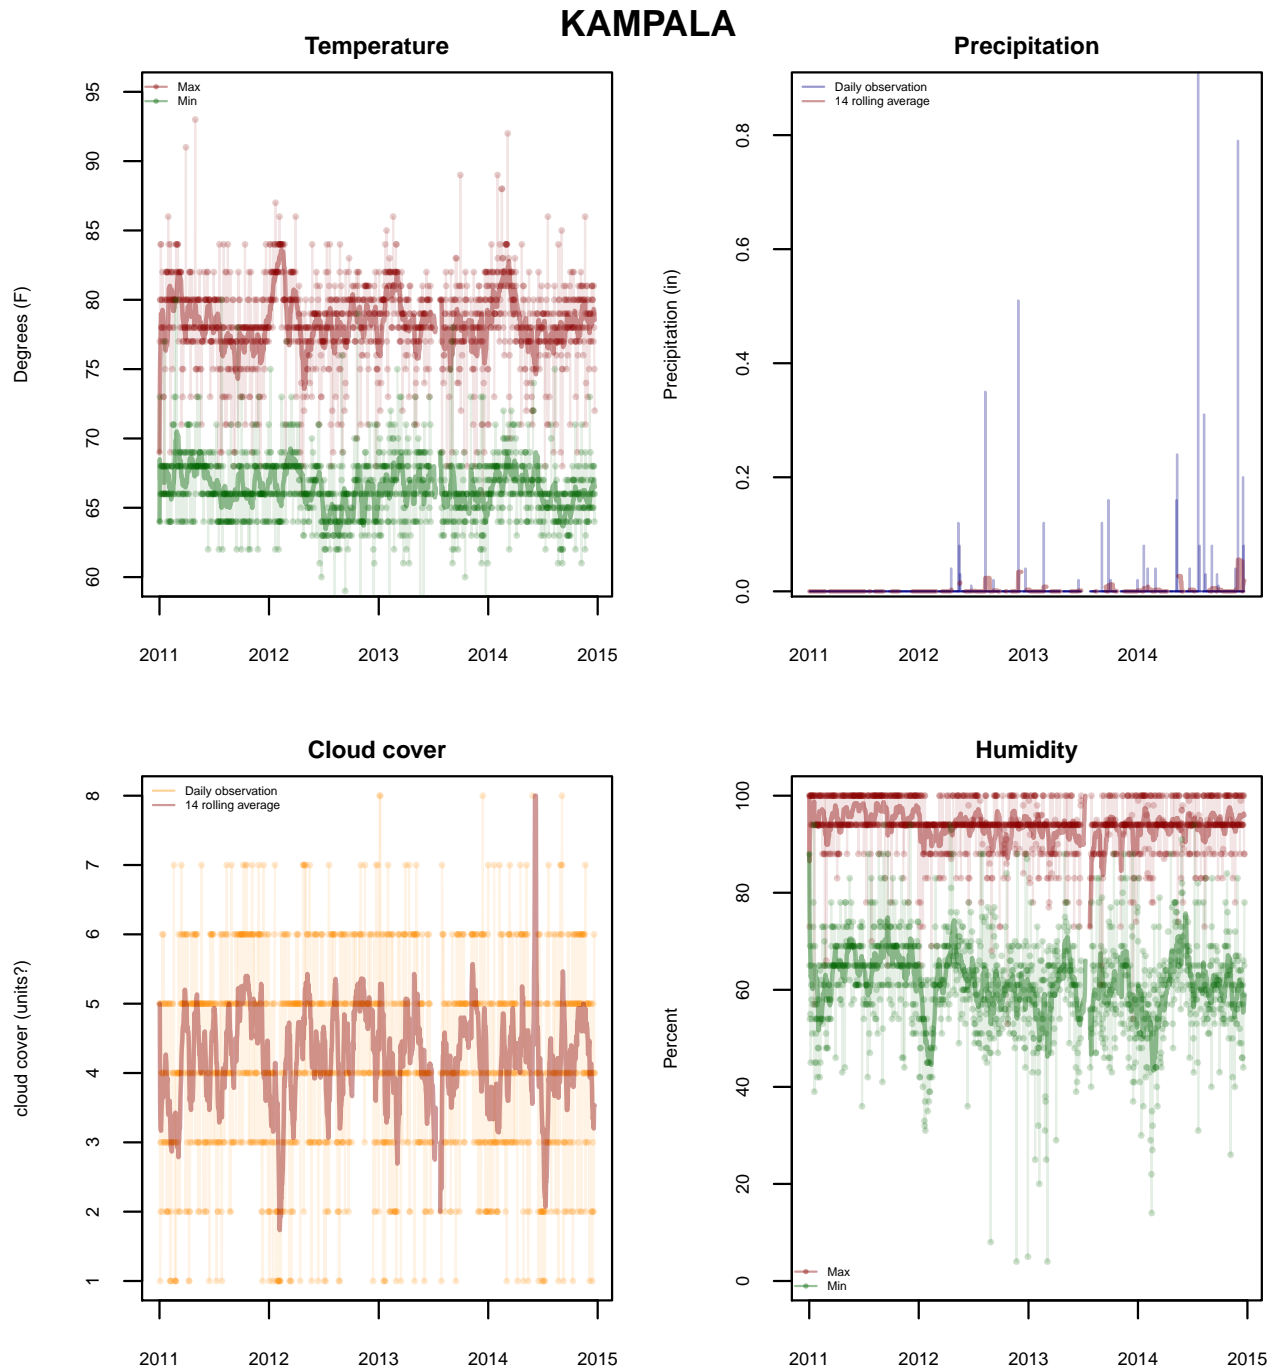 KAMPALA
Temperature
Max
Min
Degrees (F)
95
90
85
80
75
70
65
60
2011 2012 2013 2014 2015
Precipitation
Daily observation
14 rolling average
Precipitation (in)
0.8
0.6
0.4
0.2
0.0
2011 2012 2013 2014
Cloud cover
Daily observation
14 rolling average
cloud cover (units?)
8
7
6
5
4
3
2
1
2011 2012 2013 2014 2015
Humidity
Percent
100
80
60
40
20
0
Max
Min
2011 2012 2013 2014 2015